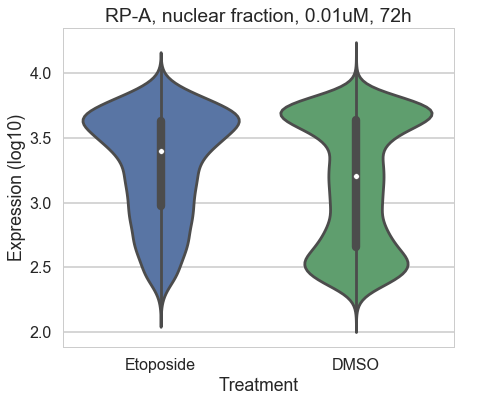 RP-A, nuclear fraction, 0.01uM, 72h
Expression (log10)
4.0
3.5
3.0
2.5
2.0
Etoposide DMSO
Treatment